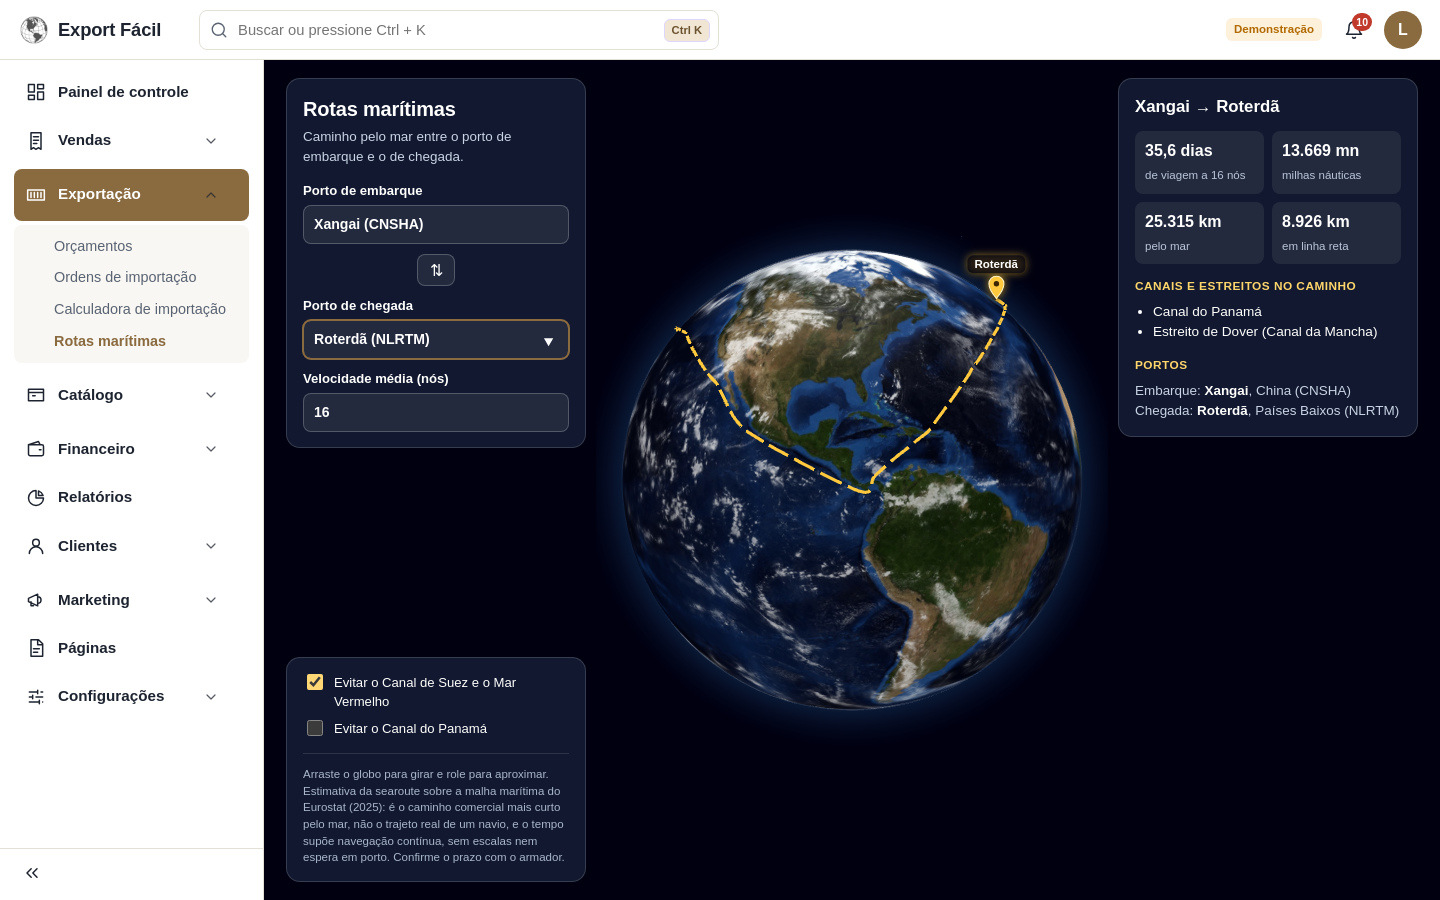 Export Fácil
Buscar ou pressione Ctrl + K
Ctrl K
Demonstração
10
L
Painel de controle
Vendas
Exportação
Orçamentos
Ordens de importação
Calculadora de importação
Rotas marítimas
Catálogo
Financeiro
Relatórios
Clientes
Marketing
Páginas
Configurações
Rotas marítimas
Caminho pelo mar entre o porto de
embarque e o de chegada.
Porto de embarque
Xangai (CNSHA)
⇅
Porto de chegada
Roterdã (NLRTM)
Velocidade média (nós)
16
Evitar o Canal de Suez e o Mar
Vermelho
Evitar o Canal do Panamá
Arraste o globo para girar e role para aproximar.
Estimativa da searoute sobre a malha marítima do
Eurostat (2025): é o caminho comercial mais curto
pelo mar, não o trajeto real de um navio, e o tempo
supõe navegação contínua, sem escalas nem
espera em porto. Confirme o prazo com o armador.
Roterdã
Xangai → Roterdã
35,6 dias
de viagem a 16 nós
13.669 mn
milhas náuticas
25.315 km
pelo mar
8.926 km
em linha reta
CANAIS E ESTREITOS NO CAMINHO
• Canal do Panamá
• Estreito de Dover (Canal da Mancha)
PORTOS
Embarque: Xangai, China (CNSHA)
Chegada: Roterdã, Países Baixos (NLRTM)